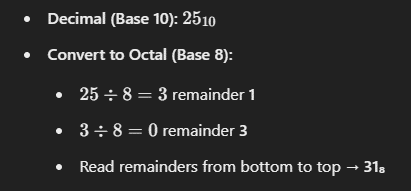 • Decimal (Base 10): 25₁₀
• Convert to Octal (Base 8):
• 25 ÷ 8 = 3 remainder 1
• 3 ÷ 8 = 0 remainder 3
• Read remainders from bottom to top → 31₈